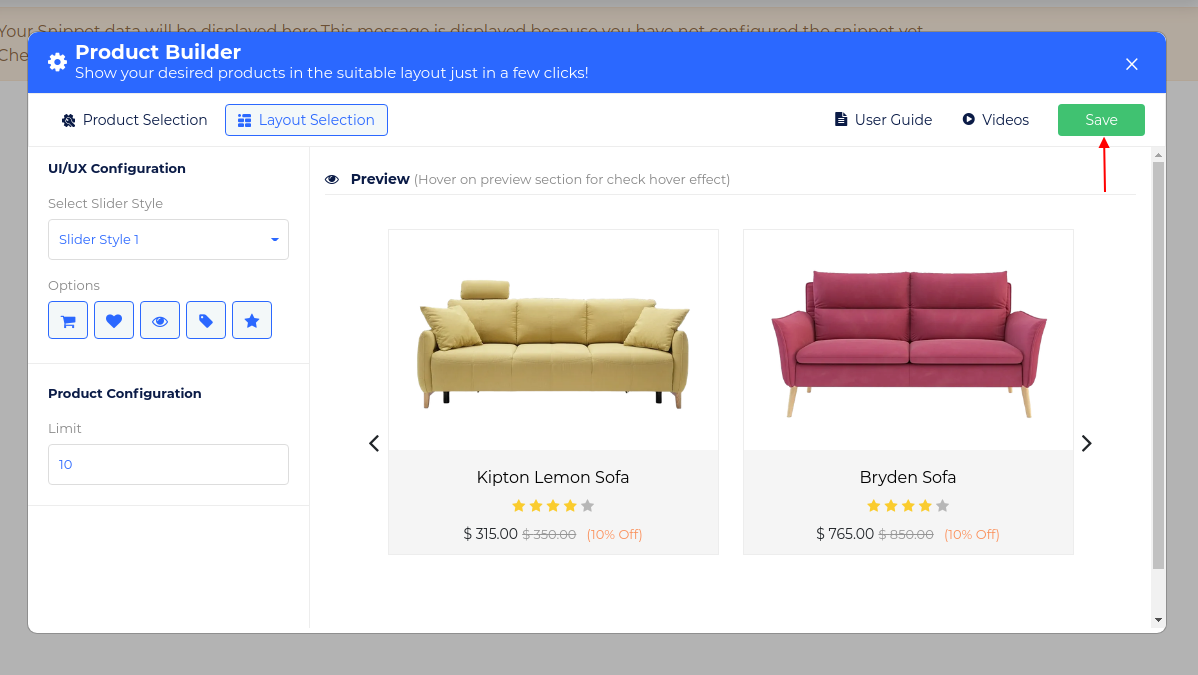 Your Snippet data will be displayed here.This message is displayed because you have not configured the snippet yet.
Che
Product Builder
Show your desired products in the suitable layout just in a few clicks!
Product Selection
Layout Selection
User Guide
Videos
Save
UI/UX Configuration
Select Slider Style
Slider Style 1
Options
Product Configuration
Limit
10
Preview (Hover on preview section for check hover effect)
Kipton Lemon Sofa
$ 315.00 $ 350.00 (10% Off)
Bryden Sofa
$ 765.00 $ 850.00 (10% Off)